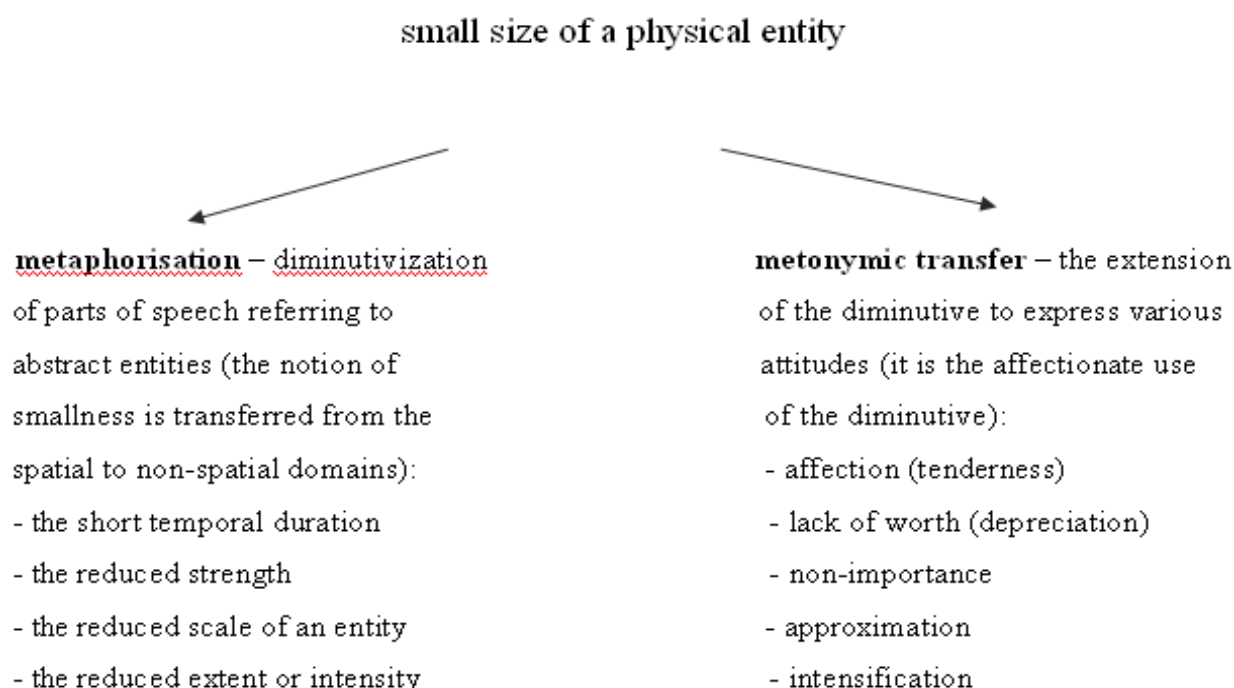 small size of a physical entity
metaphorisation – diminutivization
of parts of speech referring to
abstract entities (the notion of
smallness is transferred from the
spatial to non-spatial domains):
- the short temporal duration
- the reduced strength
- the reduced scale of an entity
- the reduced extent or intensity
metonymic transfer – the extension
of the diminutive to express various
attitudes (it is the affectionate use
of the diminutive):
- affection (tenderness)
- lack of worth (depreciation)
- non-importance
- approximation
- intensification